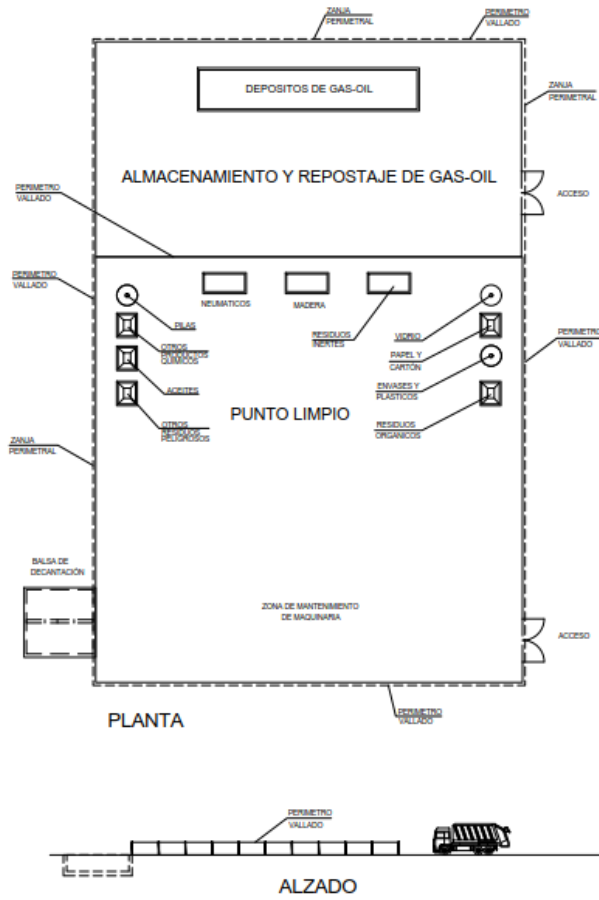 ZANJA
PERIMETRAL
PERIMETRO
VALLADO
DEPOSITOS DE GAS-OIL
ZANJA
PERIMETRAL
ALMACENAMIENTO Y REPOSTAJE DE GAS-OIL
PERIMETRO
VALLADO
ACCESO
PERIMETRO
VALLADO
NEUMATICOS
MADERA
RESIDUOS
INERTES
PILAS
VIDRIO
OTROS
PRODUCTOS
QUIMICOS
PAPEL Y
CARTÓN
PERIMETRO
VALLADO
ACEITES
ENVASES Y
PLASTICOS
PUNTO LIMPIO
OTROS
RESIDUOS
PELIGROSOS
RESIDUOS
ORGANICOS
ZANJA
PERIMETRAL
BALSA DE
DECANTACIÓN
ZONA DE MANTENIMIENTO
DE MAQUINARIA
ACCESO
PERIMETRO
VALLADO
PLANTA
PERIMETRO
VALLADO
ALZADO